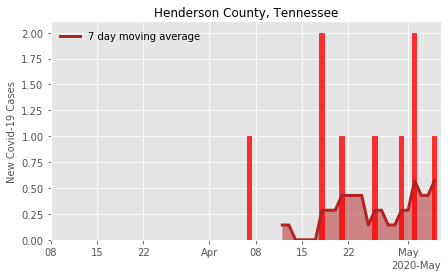 Henderson County, Tennessee
7 day moving average
New Covid-19 Cases
2.00
1.75
1.50
1.25
1.00
0.75
0.50
0.25
0.00
08 15 22 Apr 08 15 22 May
2020-May